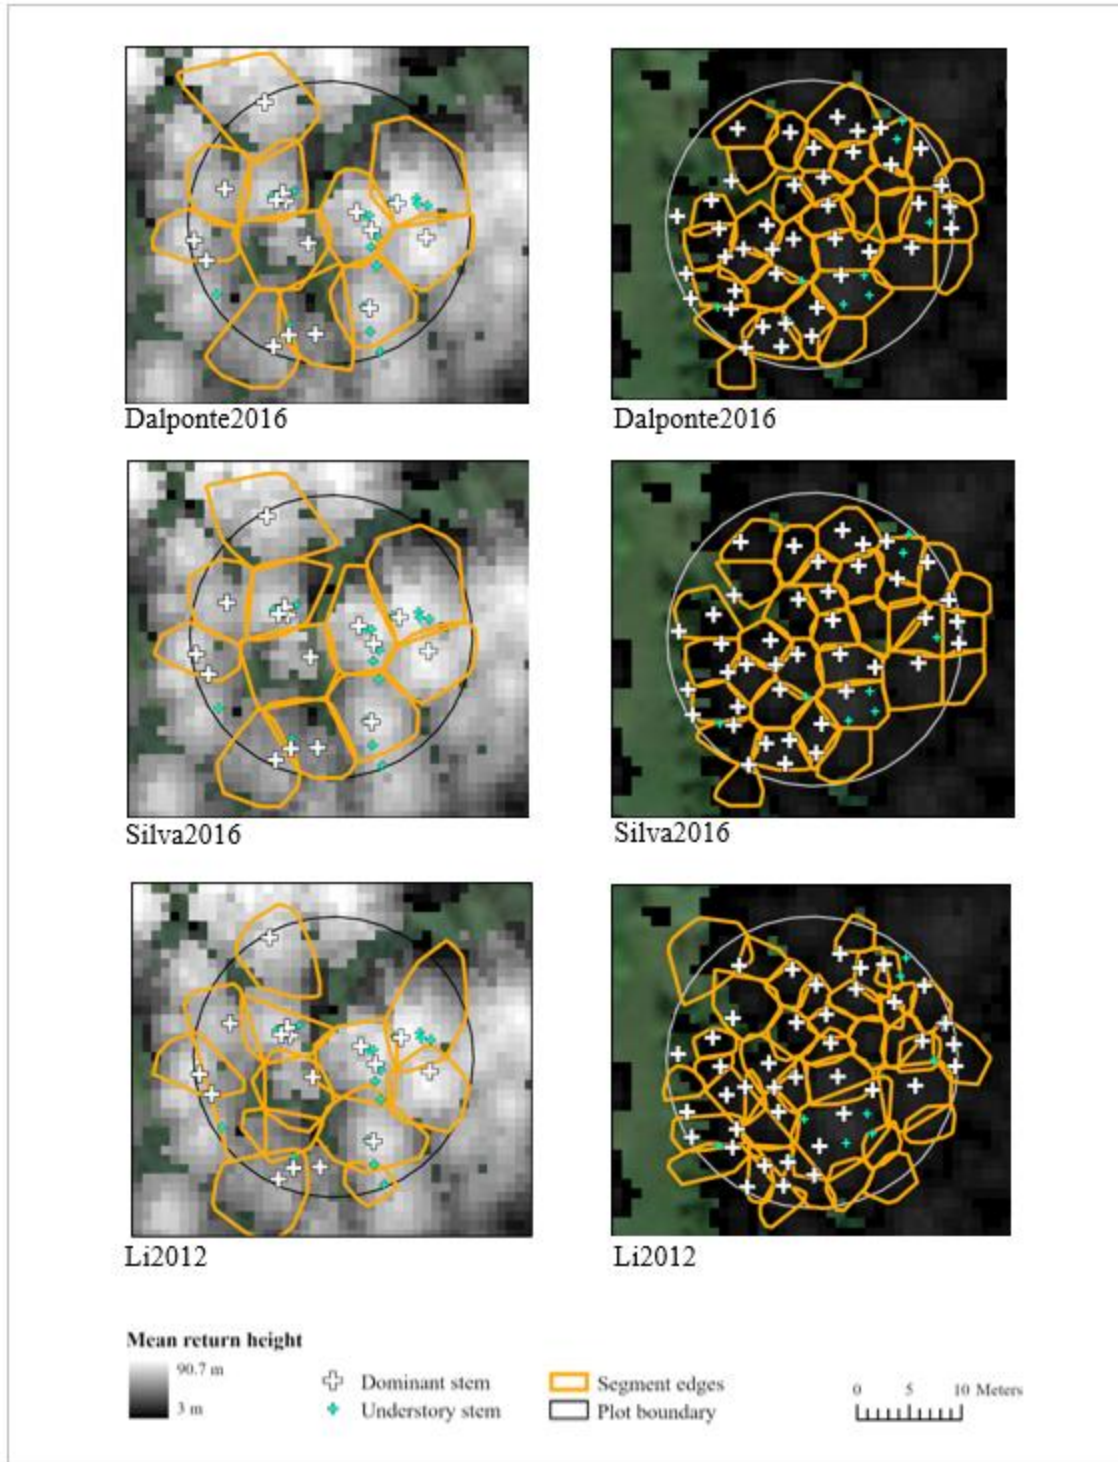 Dalponte2016
Dalponte2016
Silva2016
Silva2016
Li2012
Li2012
Mean return height
90.7 m
3 m
Dominant stem
Understory stem
Segment edges
Plot boundary
0 5 10 Meters